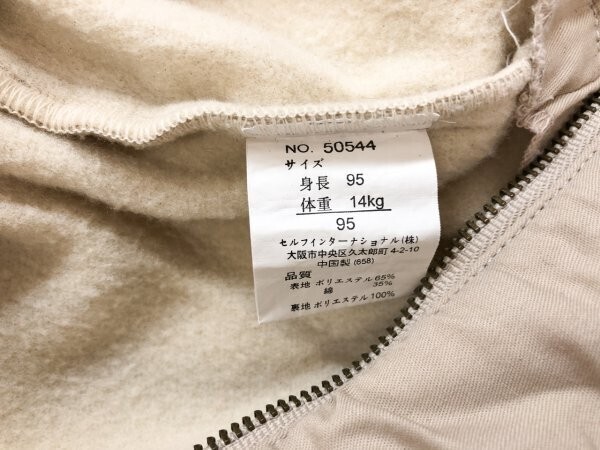 NO. 50544
サイズ
身長 95
体重 14kg
95
セルフインターナショナル(株)
大阪市中央区久太郎町 4-2-10
中国製 (658)
品質
表地 ポリエステル 65%
綿 35%
裏地 ポリエステル 100%